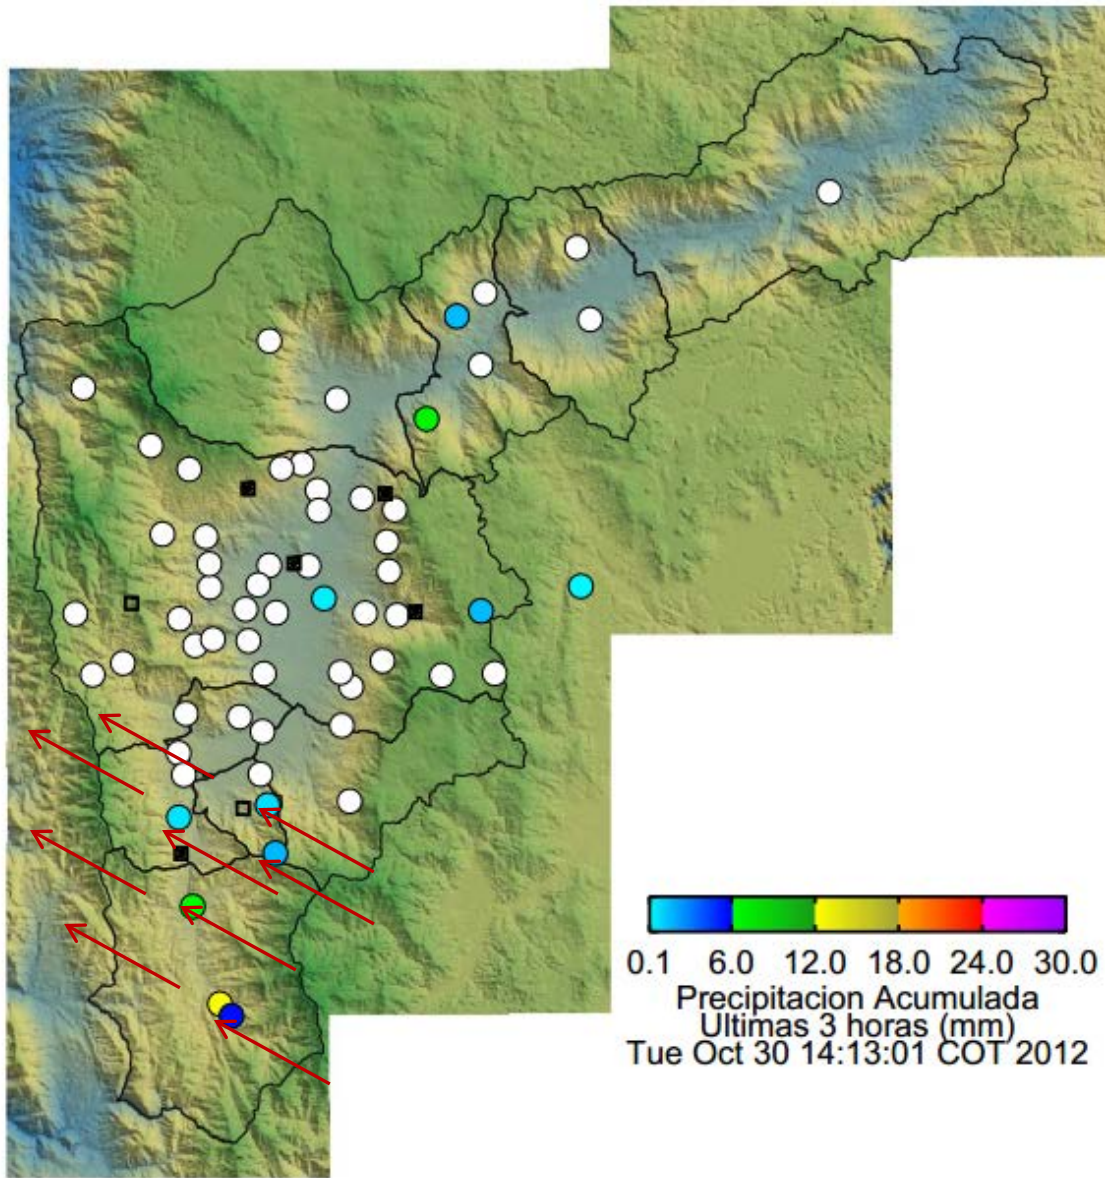 0.1 6.0 12.0 18.0 24.0 30.0
Precipitacion Acumulada
Ultimas 3 horas (mm)
Tue Oct 30 14:13:01 COT 2012